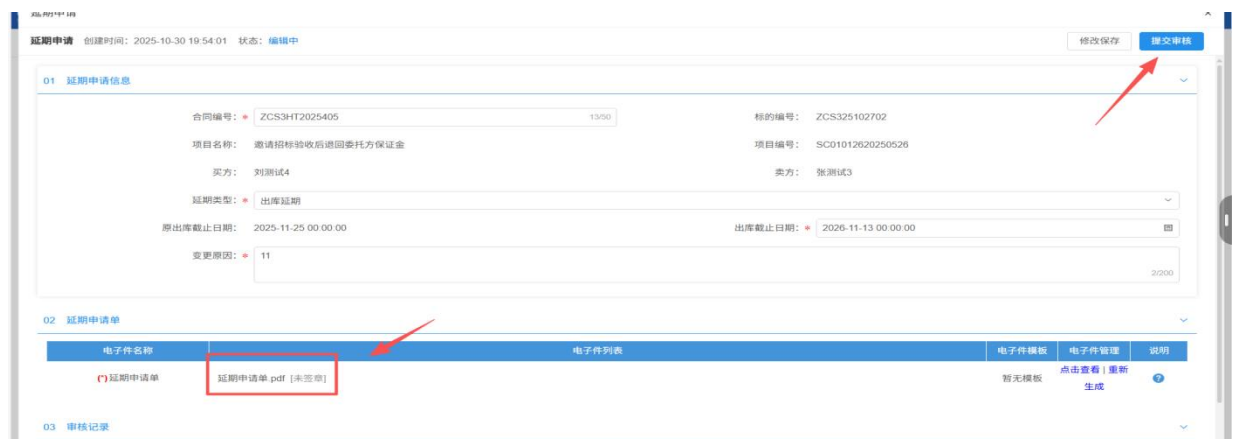 延期申请
延期申请 创建时间：2025-10-30 19:54:01 状态：编辑中 修改保存 提交审核
01 延期申请信息
合同编号：* ZCS3HT2025405 13/50 标的编号： ZCS325102702
项目名称： 邀请招标验收后退回委托方保证金 项目编号： SC01012620250526
买方： 刘测试4 卖方： 张测试3
延期类型：* 出库延期
原出库截止日期： 2025-11-25 00:00:00 出库截止日期：* 2026-11-13 00:00:00
变更原因：* 11
2/200
02 延期申请单
电子件名称 电子件列表 电子件模板 电子件管理 说明
(*)延期申请单 延期申请单.pdf [未签章] 暂无模板 点击查看 | 重新
生成
03 审核记录